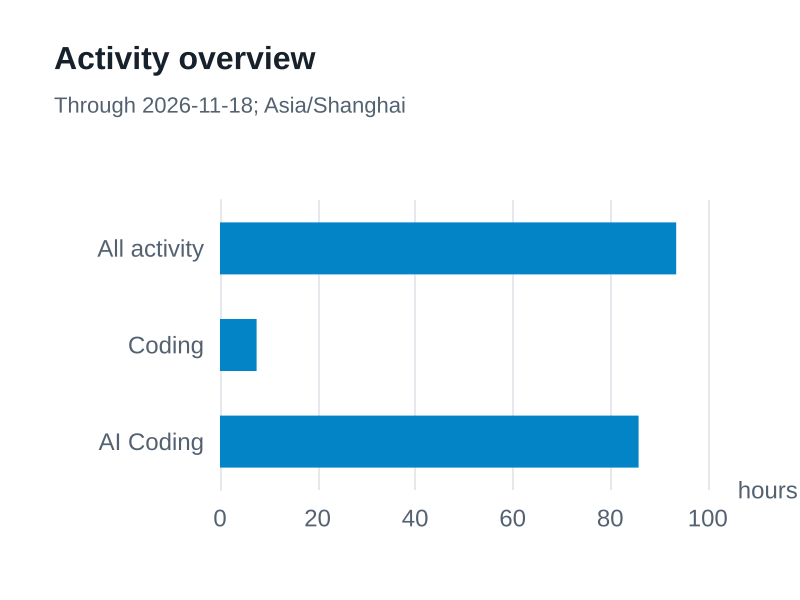 Activity overview
Through 2026-11-18; Asia/Shanghai
All activity
Coding
AI Coding
hours
0 20 40 60 80 100